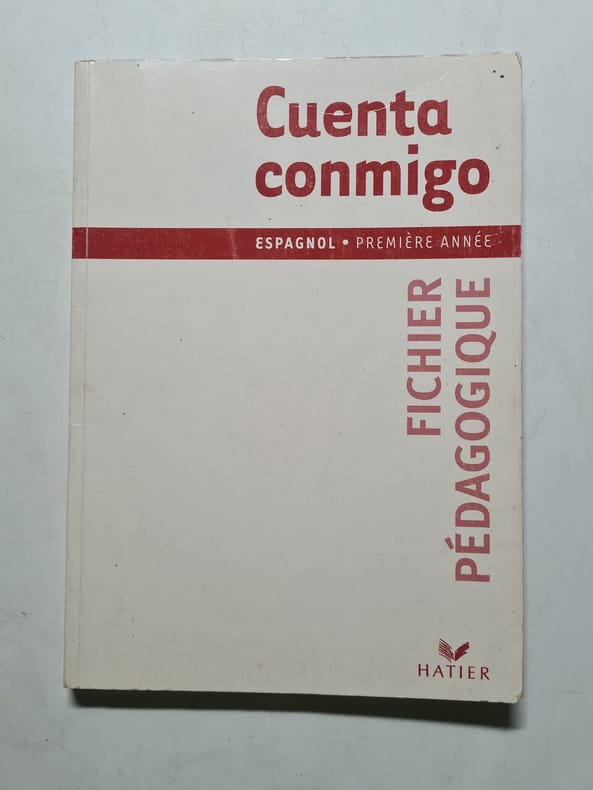 Cuenta
conmigo
ESPAGNOL • PREMIÈRE ANNÉE
FICHIER
PÉDAGOGIQUE
HATIER